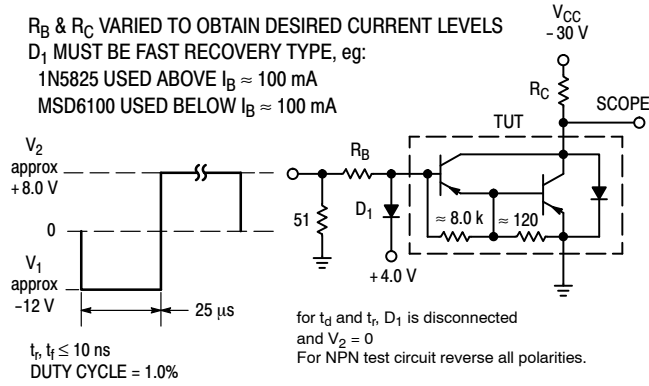 R_B & R_C VARIED TO OBTAIN DESIRED CURRENT LEVELS
D_1 MUST BE FAST RECOVERY TYPE, eg:
1N5825 USED ABOVE I_B ≈ 100 mA
MSD6100 USED BELOW I_B ≈ 100 mA
V_CC
- 30 V
R_C
SCOPE
TUT
V_2
approx
+8.0 V
0
V_1
approx
-12 V
25 μs
R_B
51
D_1
+4.0 V
≈ 8.0 k
≈ 120
t_r, t_f ≤ 10 ns
DUTY CYCLE = 1.0%
for t_d and t_r, D_1 is disconnected
and V_2 = 0
For NPN test circuit reverse all polarities.